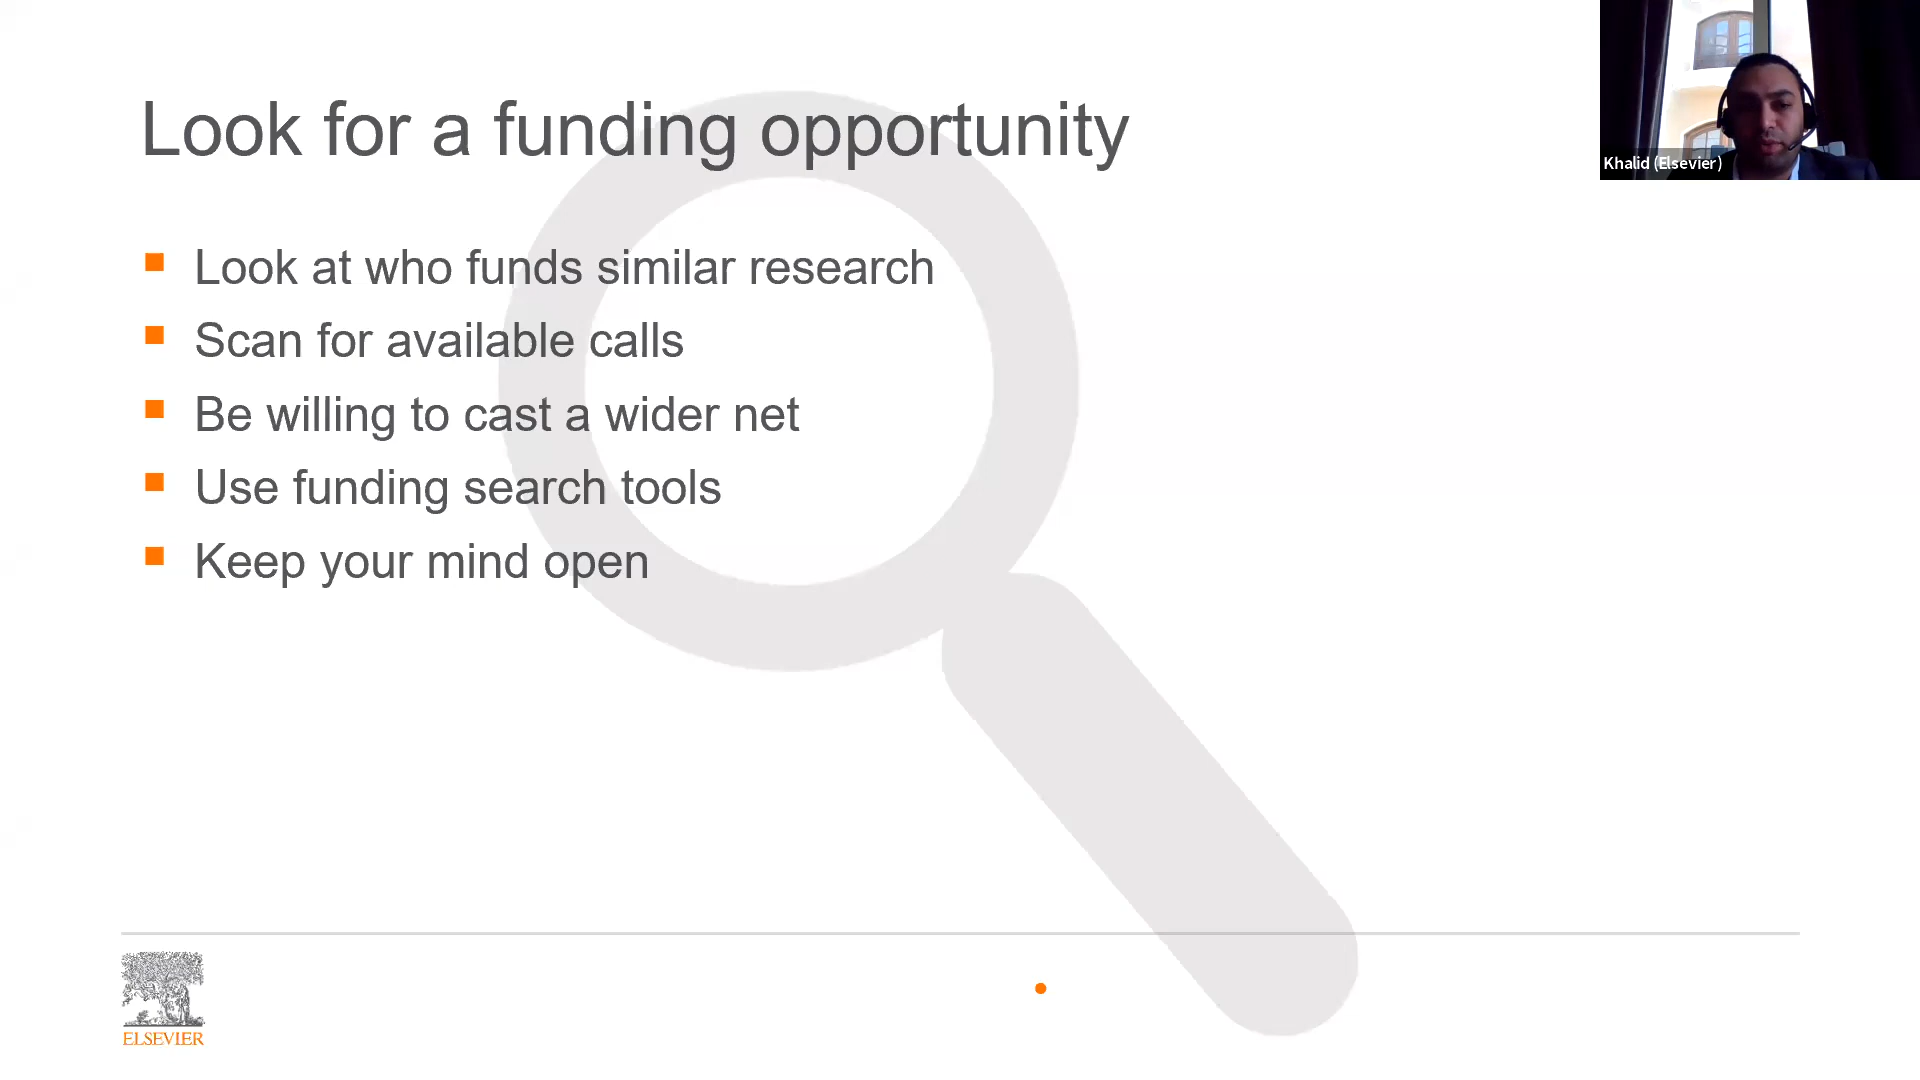 Look for a funding opportunity
Khalid (Elsevier)
Look at who funds similar research
Scan for available calls
Be willing to cast a wider net
Use funding search tools
Keep your mind open
ELSEVIER